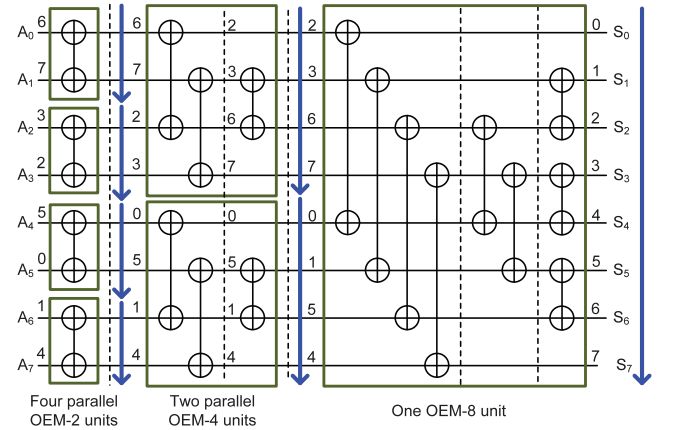 A0 6 6 2 2 0 S0
A1 7 7 3 3 1 S1
A2 3 2 6 6 2 S2
A3 2 3 7 7 3 S3
A4 5 0 0 0 4 S4
A5 0 5 5 1 5 S5
A6 1 1 1 5 6 S6
A7 4 4 4 4 7 S7
Four parallel
OEM-2 units
Two parallel
OEM-4 units
One OEM-8 unit